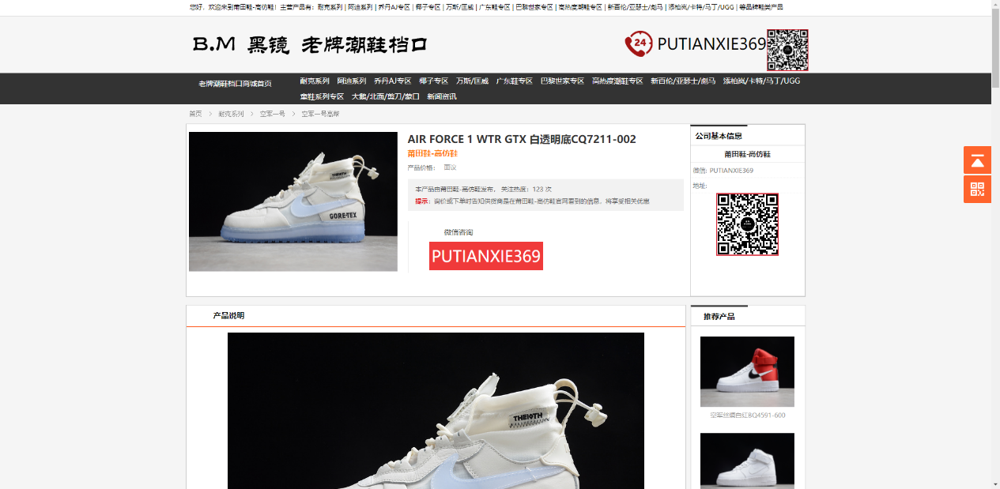 您好，欢迎来到莆田鞋-高仿鞋！主营产品有：耐克系列 | 阿迪系列 | 乔丹AJ专区 | 椰子专区 | 万斯/匡威 | 广东鞋专区 | 巴黎世家专区 | 高热度潮鞋专区 | 新百伦/亚瑟士/彪马 | 添柏岚/卡特/马丁/UGG | 等品牌鞋类产品
B.M 黑镜 老牌潮鞋档口
24 PUTIANXIE369
老牌潮鞋档口商城首页
耐克系列 阿迪系列 乔丹AJ专区 椰子专区 万斯/匡威 广东鞋专区 巴黎世家专区 高热度潮鞋专区 新百伦/亚瑟士/彪马 添柏岚/卡特/马丁/UGG
童鞋系列专区 大鹅/北面/剪刀/蒙口 新闻资讯
首页 > 耐克系列 > 空军一号 > 空军一号高帮
THE10TH
GORE-TEX
AIR FORCE 1 WTR GTX 白透明底CQ7211-002
莆田鞋-高仿鞋
产品价格： 面议
本产品由莆田鞋-高仿鞋发布， 关注热度：123 次
提示：询价或下单时告知供货商是在莆田鞋-高仿鞋官网看到的信息，将享受相关优惠
微信咨询
PUTIANXIE369
公司基本信息
莆田鞋-高仿鞋
微信: PUTIANXIE369
地址:
产品说明
THE10TH
推荐产品
空军丝绸白红BQ4591-600